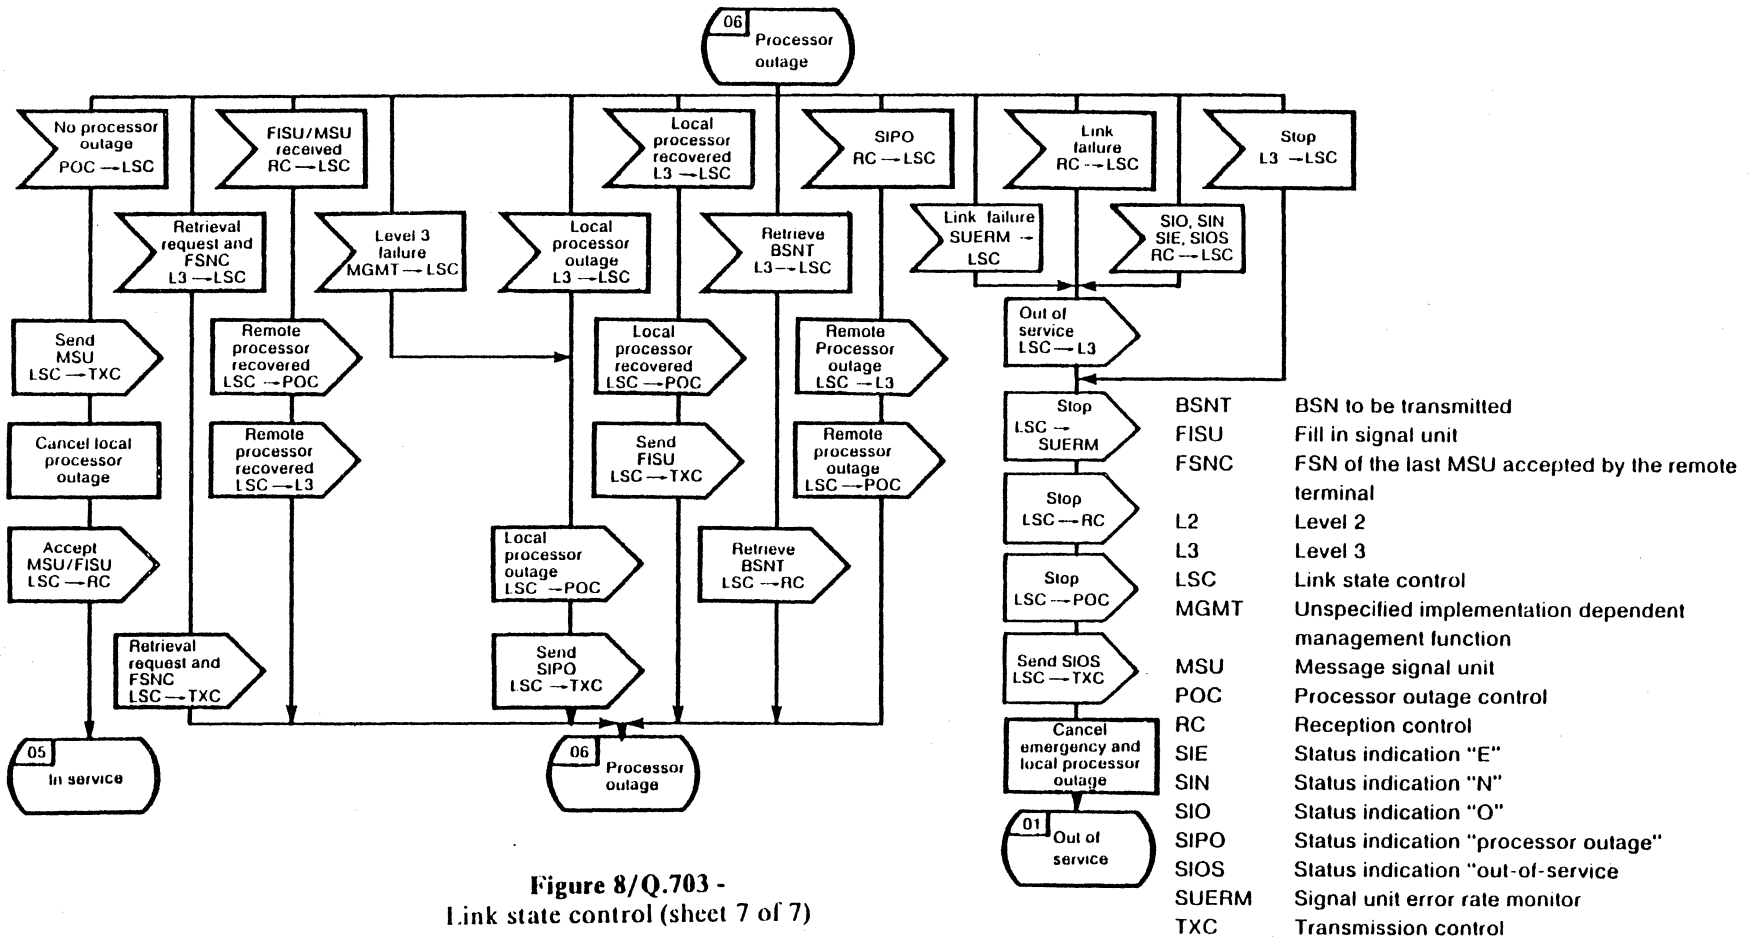 06
Processor
outage
No processor
outage
POC → LSC
FISU/MSU
received
RC → LSC
Local
processor
recovered
L3 → LSC
SIPO
RC → LSC
Link
failure
RC → LSC
Stop
L3 → LSC
Retrieval
request and
FSNC
L3 → LSC
Level 3
failure
MGMT → LSC
Local
processor
outage
L3 → LSC
Retrieve
BSNT
L3 → LSC
Link failure
SUERM →
LSC
SIO, SIN
SIE, SIOS
RC → LSC
Send
MSU
LSC → TXC
Remote
processor
recovered
LSC → POC
Local
processor
recovered
LSC → POC
Remote
Processor
outage
LSC → L3
Out of
service
LSC → L3
Cancel local
processor
outage
Remote
processor
recovered
LSC → L3
Send
FISU
LSC → TXC
Remote
processor
outage
LSC → POC
Stop
LSC →
SUERM
Accept
MSU/FISU
LSC → RC
Local
processor
outage
LSC → POC
Retrieve
BSNT
LSC → RC
Stop
LSC → RC
Stop
LSC → POC
Retrieval
request and
FSNC
LSC → TXC
Send
SIPO
LSC → TXC
Send SIOS
LSC → TXC
Cancel
emergency and
local processor
outage
05
In service
06
Processor
outage
01
Out of
service
BSNT BSN to be transmitted
FISU Fill in signal unit
FSNC FSN of the last MSU accepted by the remote
terminal
L2 Level 2
L3 Level 3
LSC Link state control
MGMT Unspecified implementation dependent
management function
MSU Message signal unit
POC Processor outage control
RC Reception control
SIE Status indication "E"
SIN Status indication "N"
SIO Status indication "O"
SIPO Status indication "processor outage"
SIOS Status indication "out-of-service
SUERM Signal unit error rate monitor
TXC Transmission control
Figure 8/Q.703 -
Link state control (sheet 7 of 7)